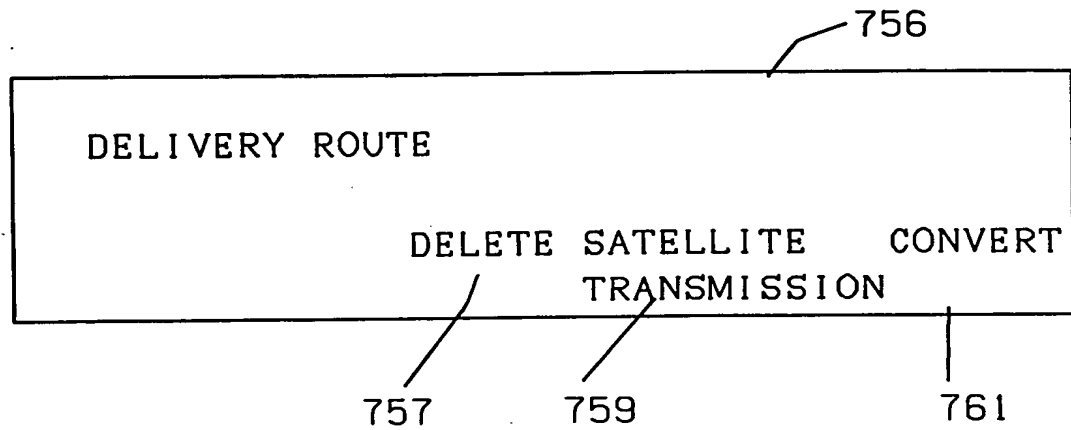 756
DELIVERY ROUTE
DELETE SATELLITE CONVERT
TRANSMISSION
757 759 761